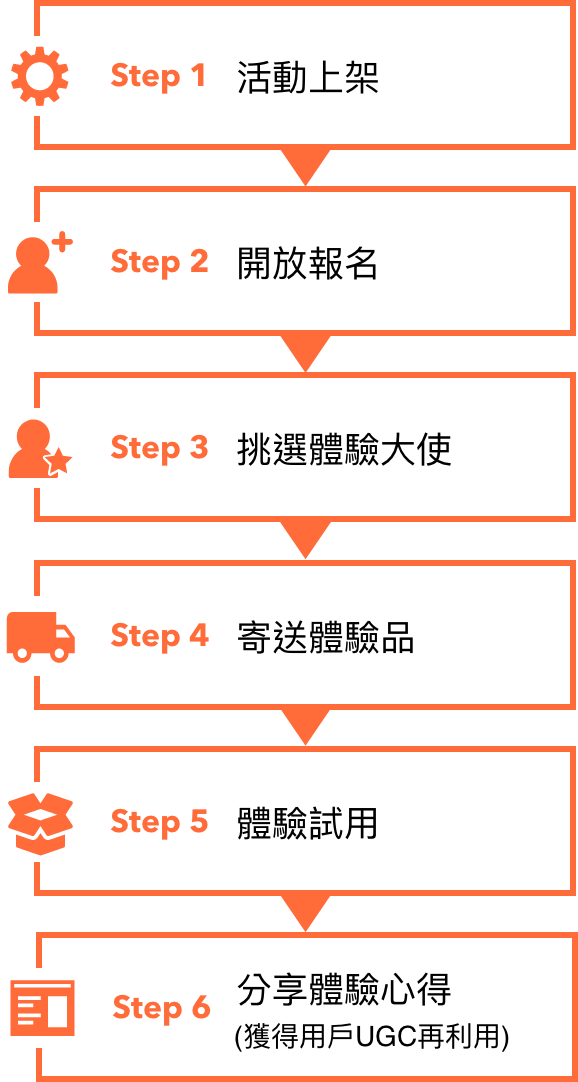 Step 1 活動上架
Step 2 開放報名
Step 3 挑選體驗大使
Step 4 寄送體驗品
Step 5 體驗試用
Step 6 分享體驗心得
(獲得用戶UGC再利用)